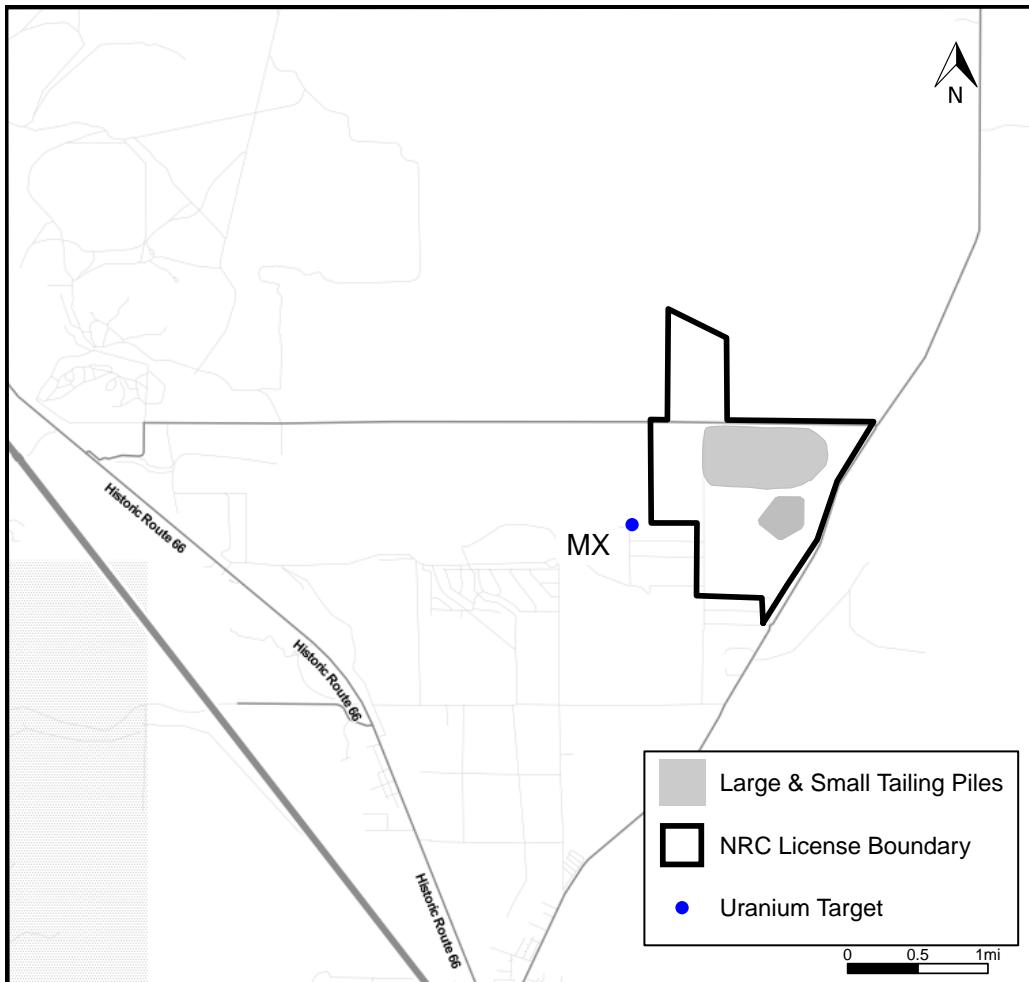 N
Historic Route 66
MX
Historic Route 66
Large & Small Tailing Piles
NRC License Boundary
Historic Route 66
Uranium Target
0 0.5 1mi